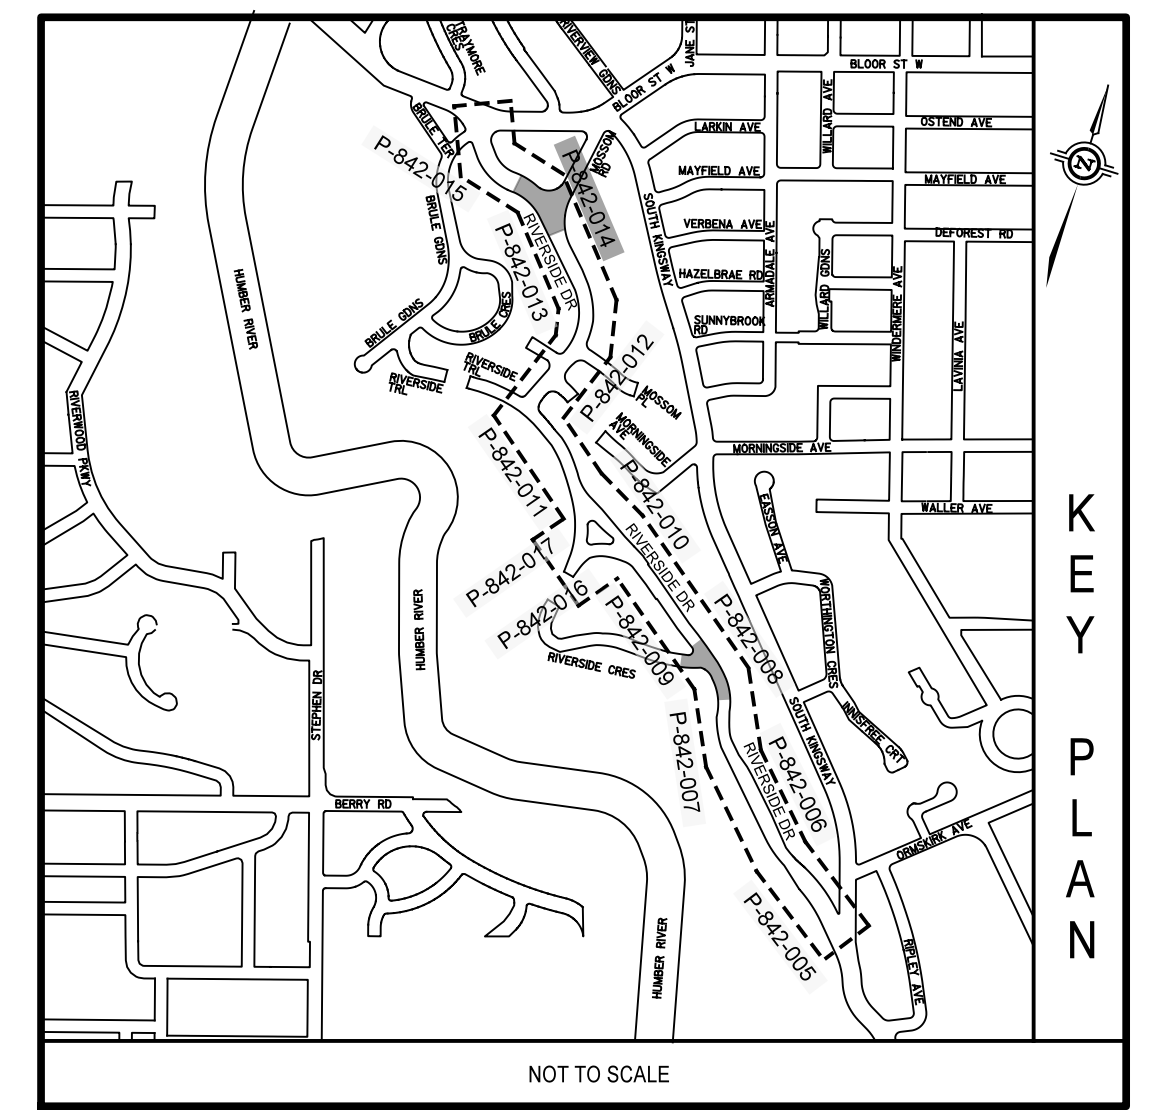 TRAYMORE
CRES
RIVERVIEW GDNS
JANE ST
BLOOR ST W
BLOOR ST W
BRULE TER
MOSSOM
RD
LARKIN AVE
WILLARD AVE
OSTEND AVE
P-842-015
P-842-014
MAYFIELD AVE
MAYFIELD AVE
N
BRULE GDNS
SOUTH KINGSWAY
VERBENA AVE
DEFOREST RD
HUMBER RIVER
P-842-013
RIVERSIDE DR
HAZELBRAE RD
ARMADALE AVE
WILLARD GDNS
WINDERMERE AVE
BRULE GDNS
BRULE CRES
SUNNYBROOK
RD
LAVINIA AVE
RIVERSIDE
TRL
RIVERSIDE
TRL
P-842-012
MOSSOM
PL
RIVERWOOD PKWY
MORNINGSIDE
AVE
MORNINGSIDE AVE
P-842-011
P-842-010
EASSON AVE
WALLER AVE
P-842-017
RIVERSIDE DR
P-842-016
P-842-009
P-842-008
WORTHINGTON CRES
HUMBER RIVER
RIVERSIDE CRES
STEPHEN DR
P-842-007
SOUTH KINGSWAY
INNISFREE CRT
RIVERSIDE DR
P-842-006
BERRY RD
ORMSKIRK AVE
P-842-005
HUMBER RIVER
RIPLEY AVE
KEY PLAN
NOT TO SCALE